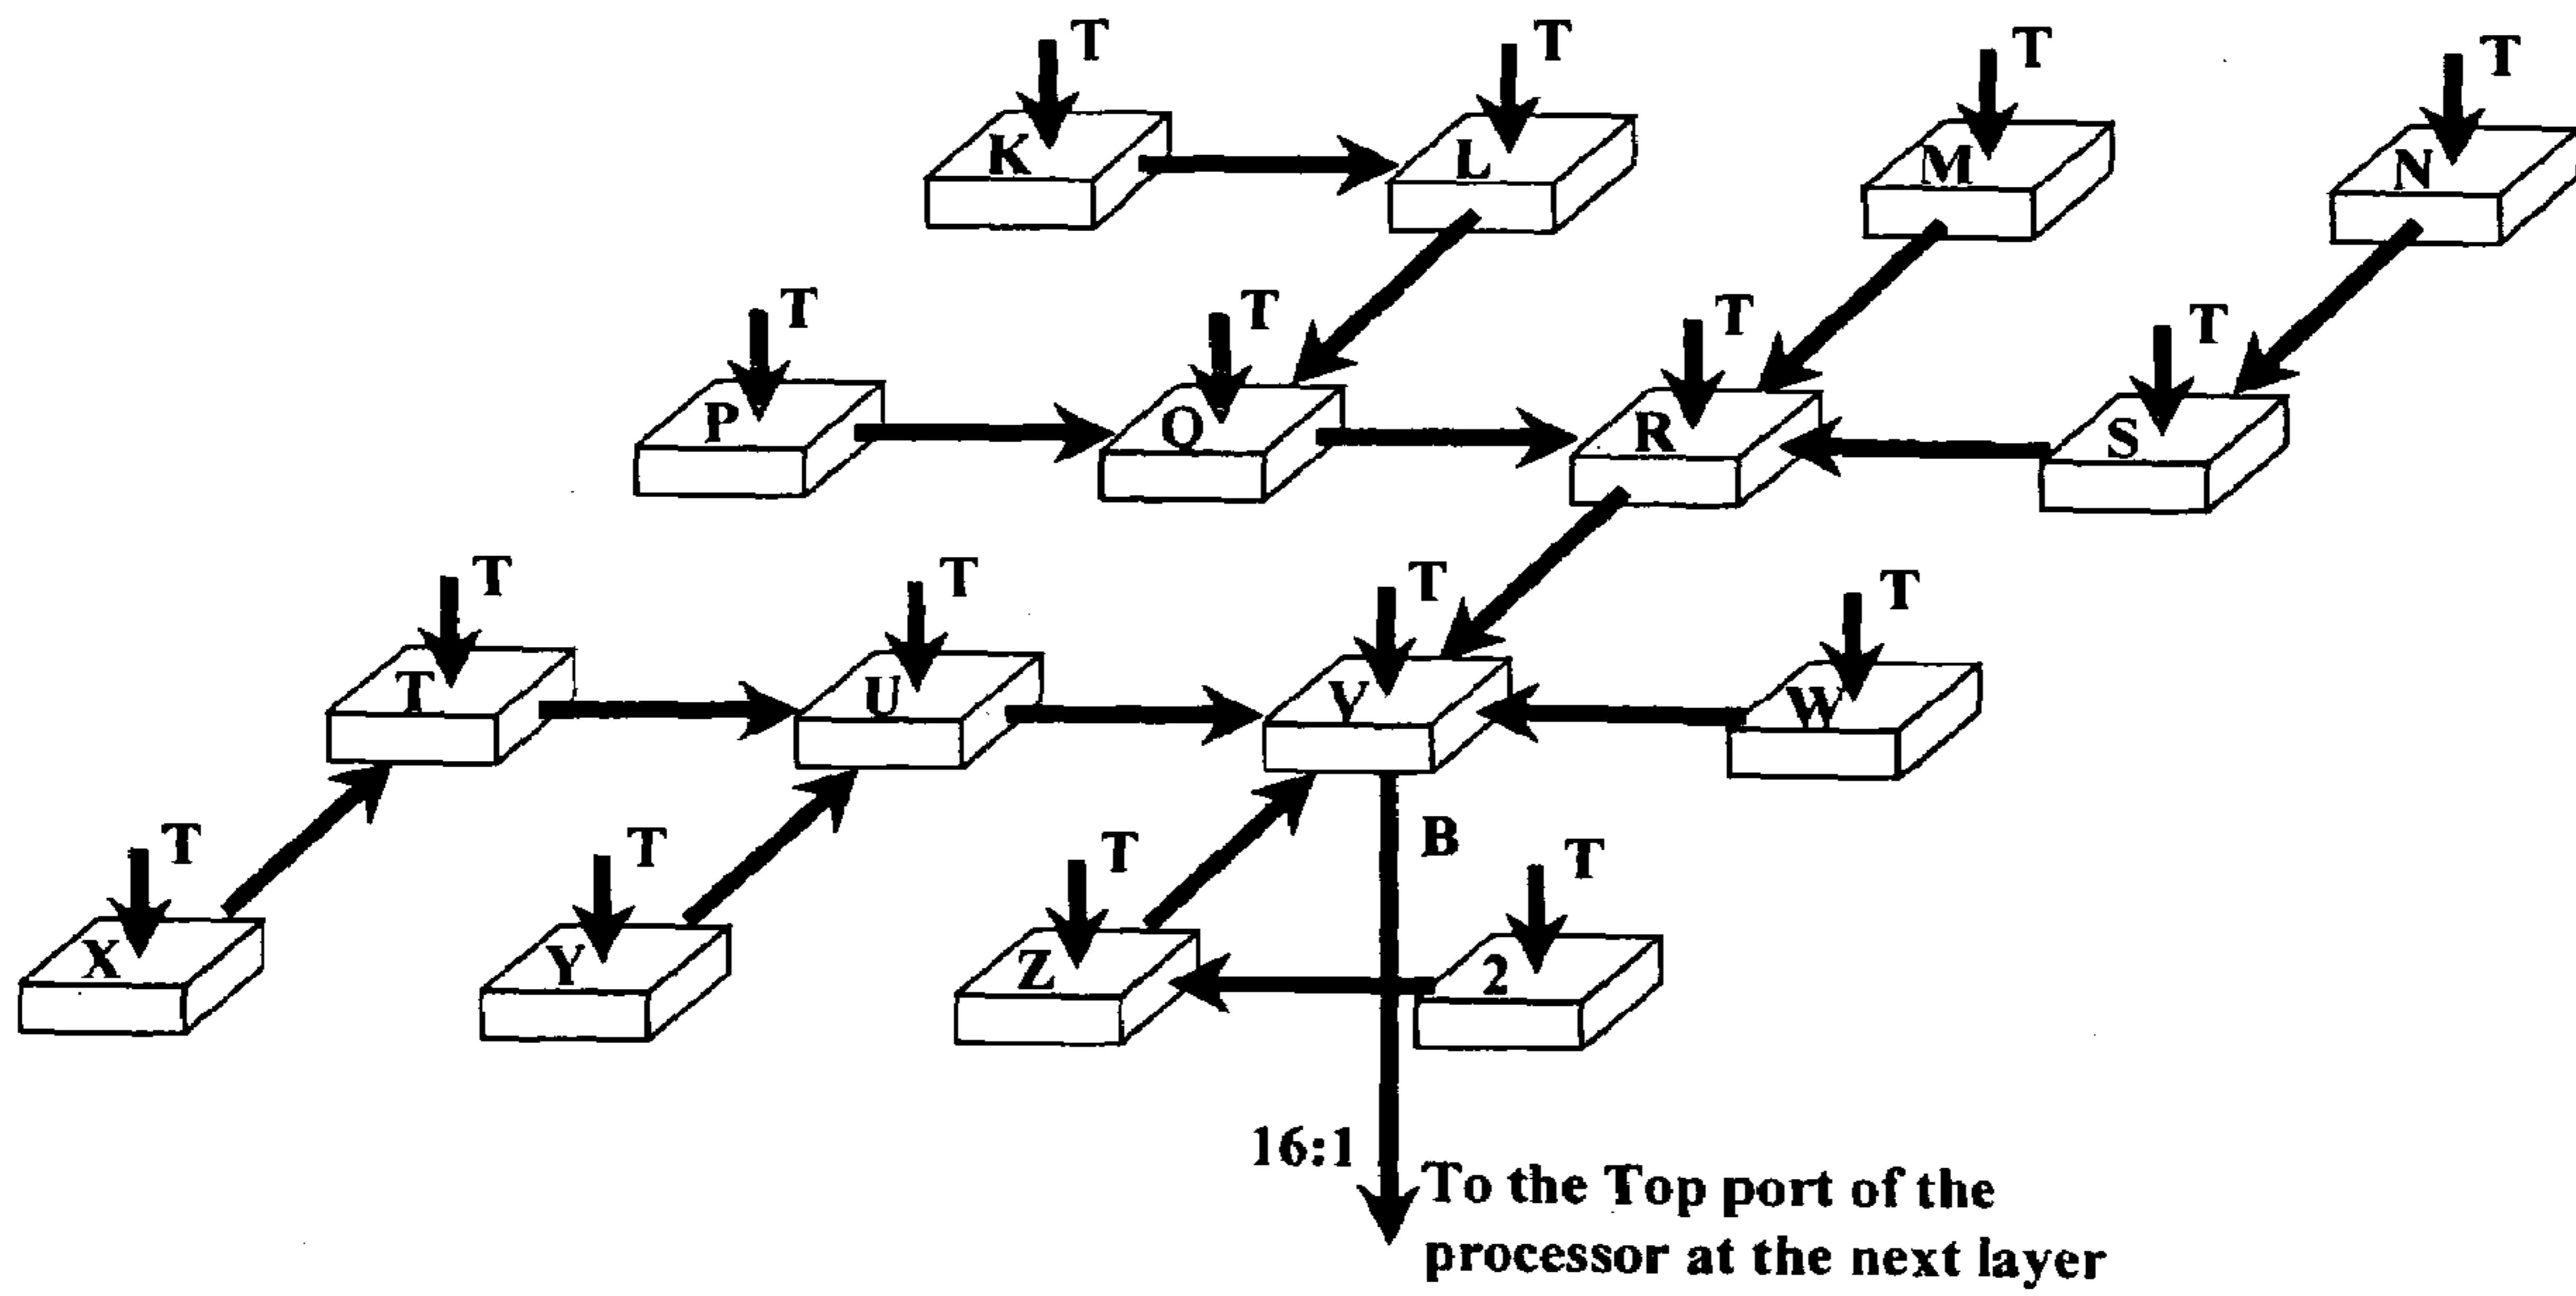 T T T T
K L M N
T T T T
P Q R S
T T T T
T U V W
B
T T T T
X Y Z 2
16:1
To the Top port of the
processor at the next layer